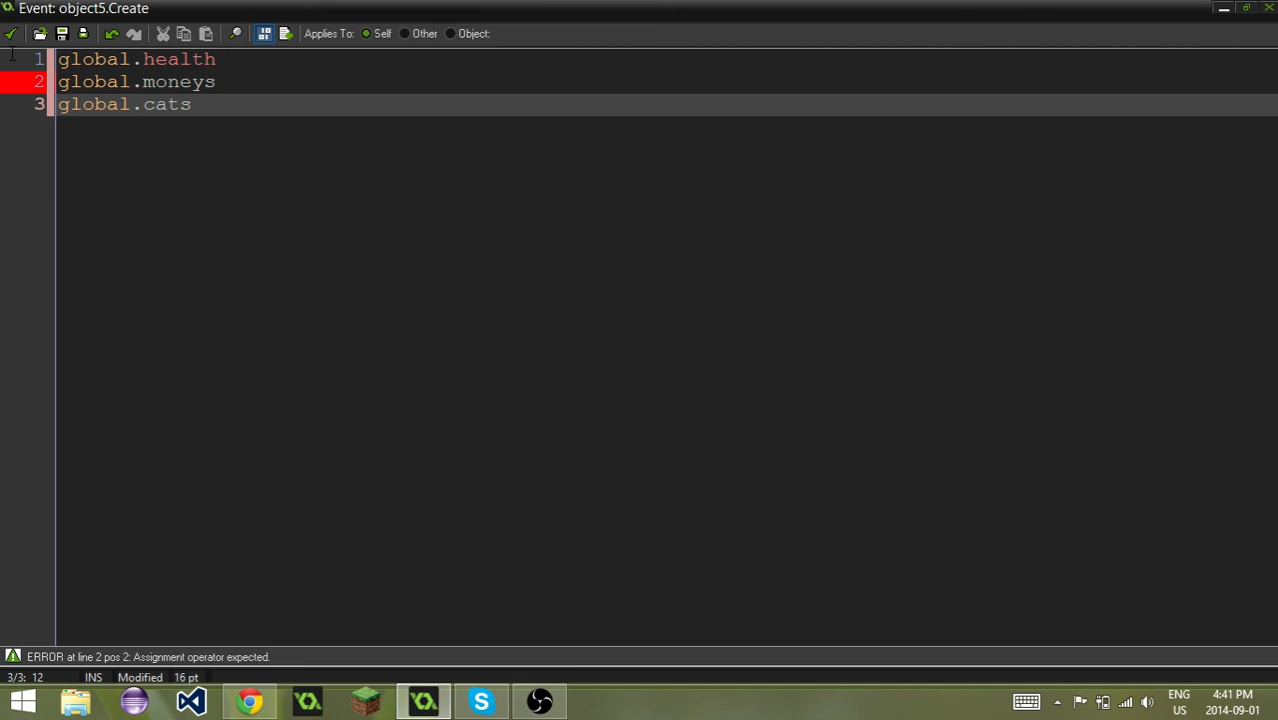 Event: object5.Create
Applies To: Self Other Object:
1 global.health
2 global.moneys
3 global.cats
ERROR at line 2 pos 2: Assignment operator expected.
3/3: 12 INS Modified 16 pt
ENG 4:41 PM
US 2014-09-01